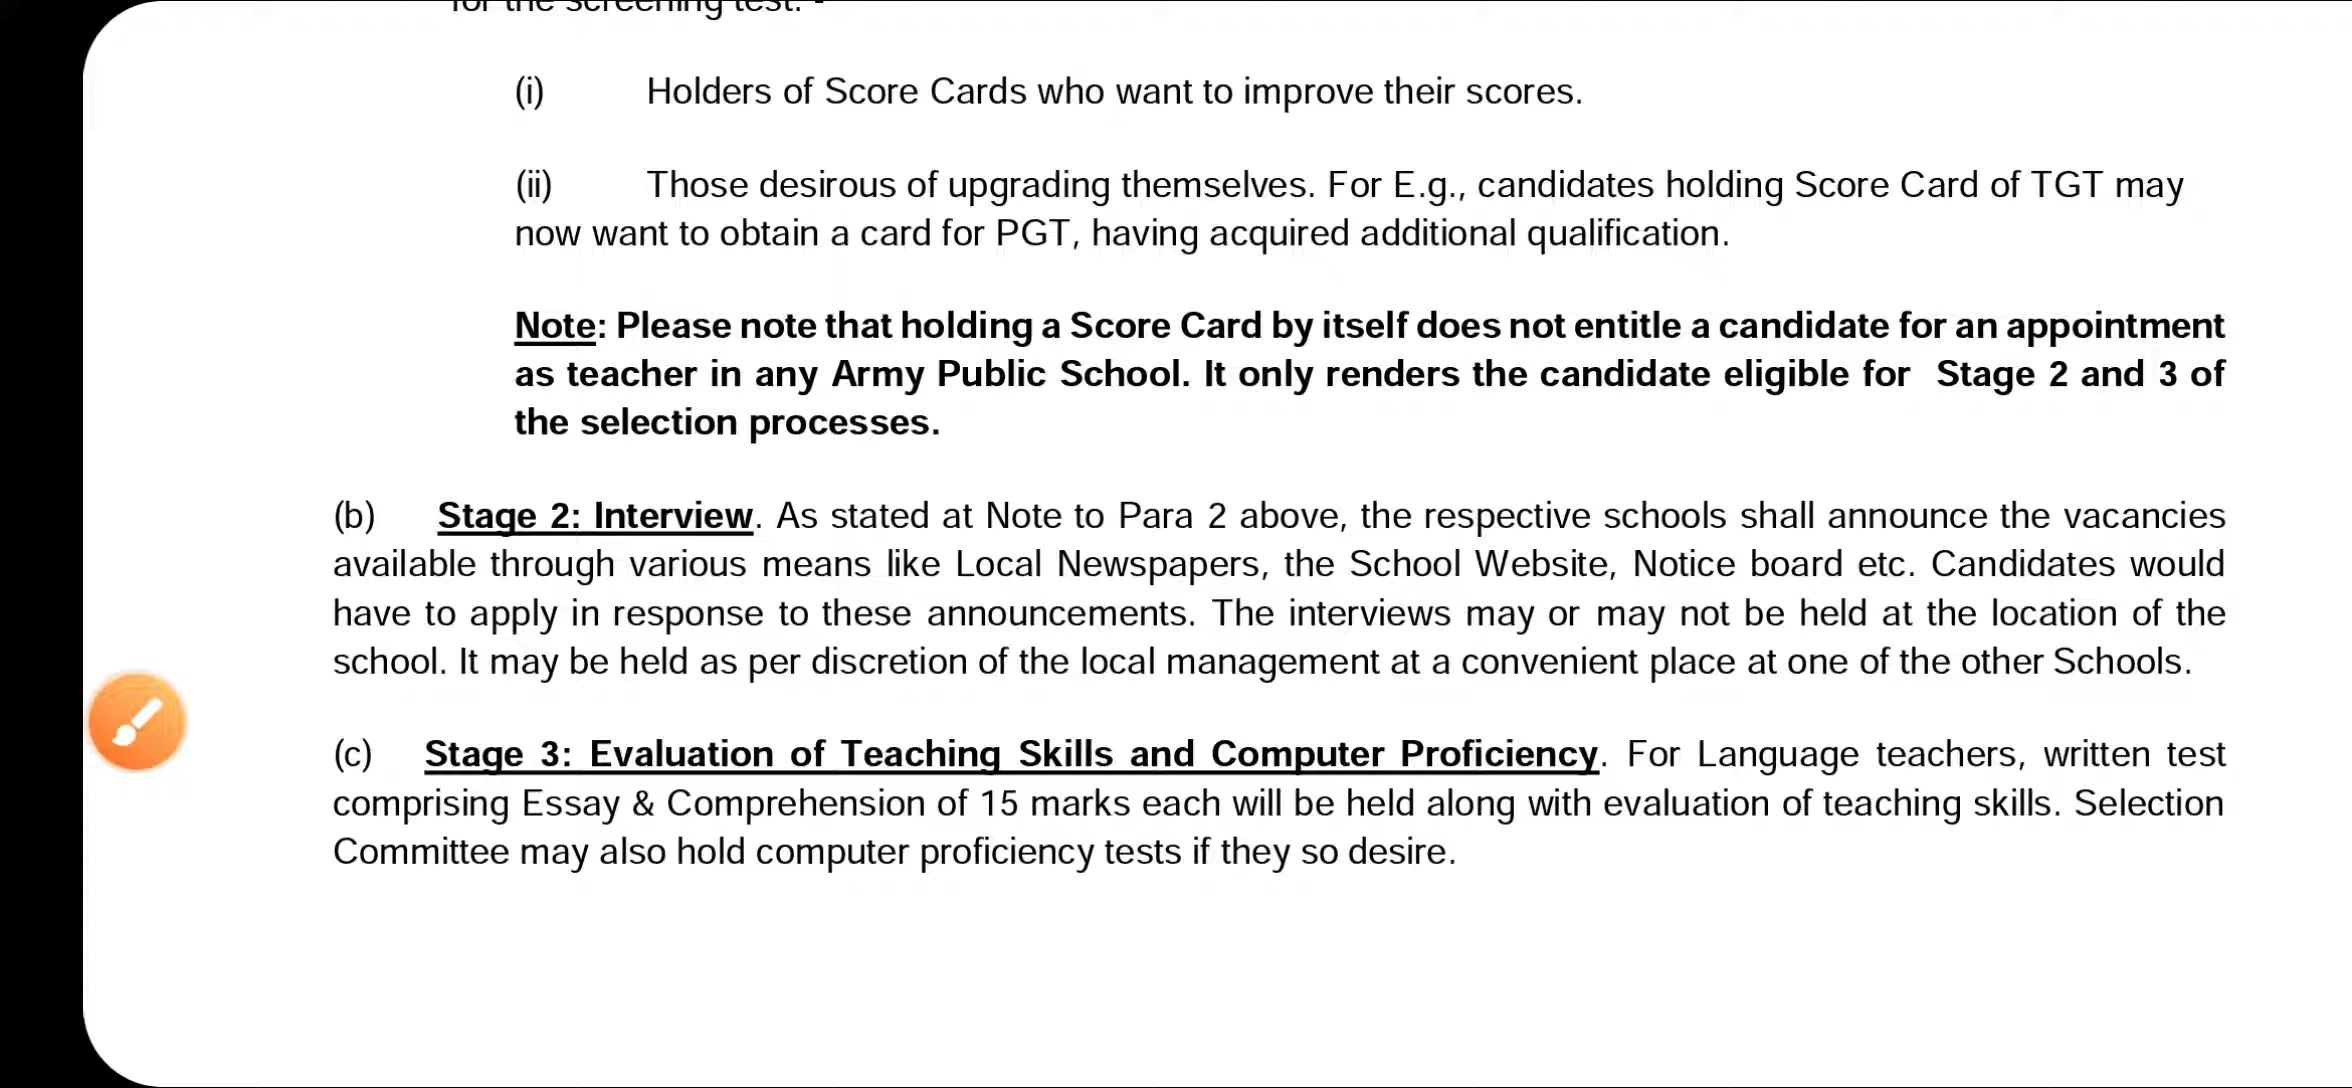 for the screening test: -
(i) Holders of Score Cards who want to improve their scores.
(ii) Those desirous of upgrading themselves. For E.g., candidates holding Score Card of TGT may
now want to obtain a card for PGT, having acquired additional qualification.
Note: Please note that holding a Score Card by itself does not entitle a candidate for an appointment
as teacher in any Army Public School. It only renders the candidate eligible for Stage 2 and 3 of
the selection processes.
(b) Stage 2: Interview. As stated at Note to Para 2 above, the respective schools shall announce the vacancies
available through various means like Local Newspapers, the School Website, Notice board etc. Candidates would
have to apply in response to these announcements. The interviews may or may not be held at the location of the
school. It may be held as per discretion of the local management at a convenient place at one of the other Schools.
(c) Stage 3: Evaluation of Teaching Skills and Computer Proficiency. For Language teachers, written test
comprising Essay & Comprehension of 15 marks each will be held along with evaluation of teaching skills. Selection
Committee may also hold computer proficiency tests if they so desire.